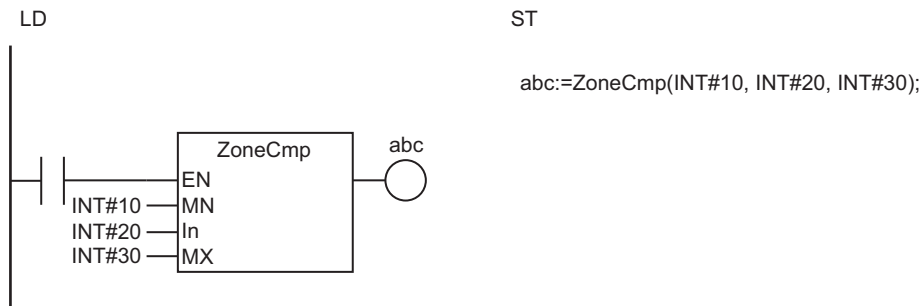 LD
ST
abc:=ZoneCmp(INT#10, INT#20, INT#30);
ZoneCmp
abc
EN
INT#10 MN
INT#20 In
INT#30 MX